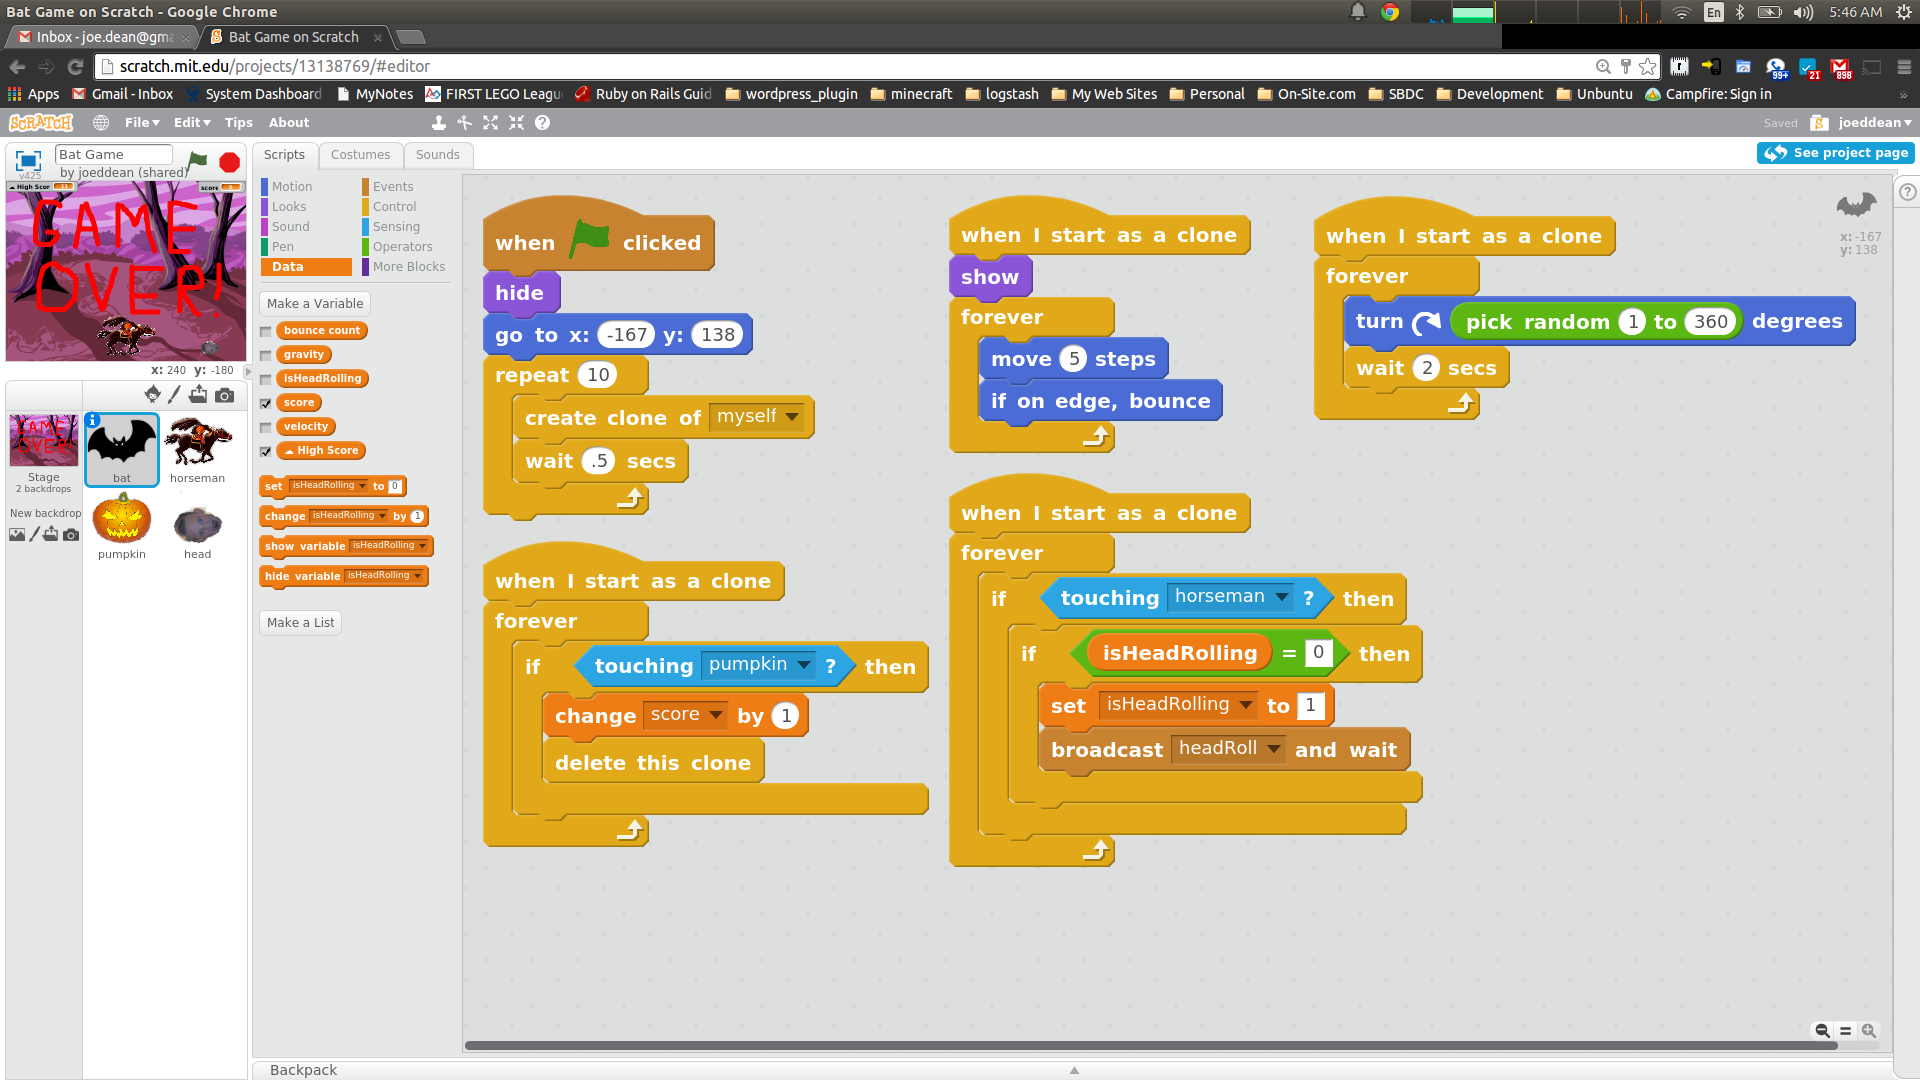 Bat Game on Scratch - Google Chrome
En
5:46 AM
Inbox - joe.dean@gma
Bat Game on Scratch
scratch.mit.edu/projects/13138769/#editor
99+
21
898
Apps
Gmail - Inbox
System Dashboard
MyNotes
FIRST LEGO Leagu
Ruby on Rails Guid
wordpress_plugin
minecraft
logstash
My Web Sites
Personal
On-Site.com
SBDC
Development
Unbuntu
Campfire: Sign in
»
SCRATCH
File
Edit
Tips
About
Saved
joeddean
v425
Bat Game
by joeddean (shared)
Scripts
Costumes
Sounds
See project page
High Scor
score
GAME
OVER!
x: 240 y: -180
Stage
2 backdrops
New backdrop
bat
horseman
pumpkin
head
Motion
Looks
Sound
Pen
Data
Events
Control
Sensing
Operators
More Blocks
Make a Variable
bounce count
gravity
isHeadRolling
score
velocity
High Score
set isHeadRolling to 0
change isHeadRolling by 1
show variable isHeadRolling
hide variable isHeadRolling
Make a List
when clicked
hide
go to x: -167 y: 138
repeat 10
create clone of myself
wait .5 secs
when I start as a clone
forever
if touching pumpkin ? then
change score by 1
delete this clone
when I start as a clone
show
forever
move 5 steps
if on edge, bounce
when I start as a clone
forever
if touching horseman ? then
if isHeadRolling = 0 then
set isHeadRolling to 1
broadcast headRoll and wait
when I start as a clone
forever
turn pick random 1 to 360 degrees
wait 2 secs
x: -167
y: 138
Backpack